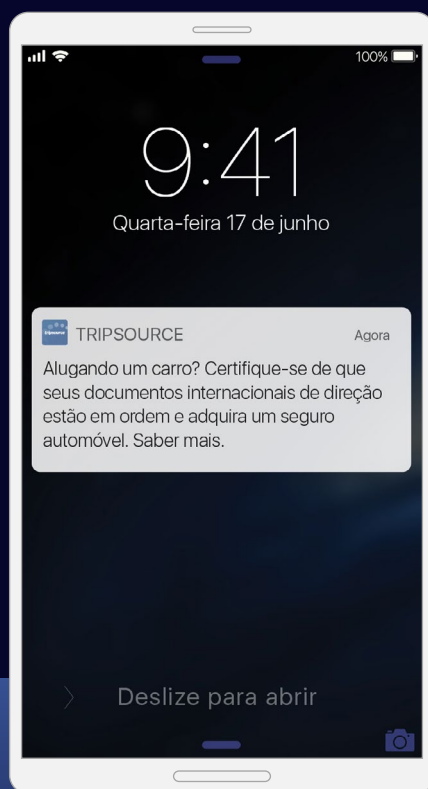 100%
9:41
Quarta-feira 17 de junho
TRIPSOURCE Agora
Alugando um carro? Certifique-se de que
seus documentos internacionais de direção
estão em ordem e adquira um seguro
automóvel. Saber mais.
Deslize para abrir